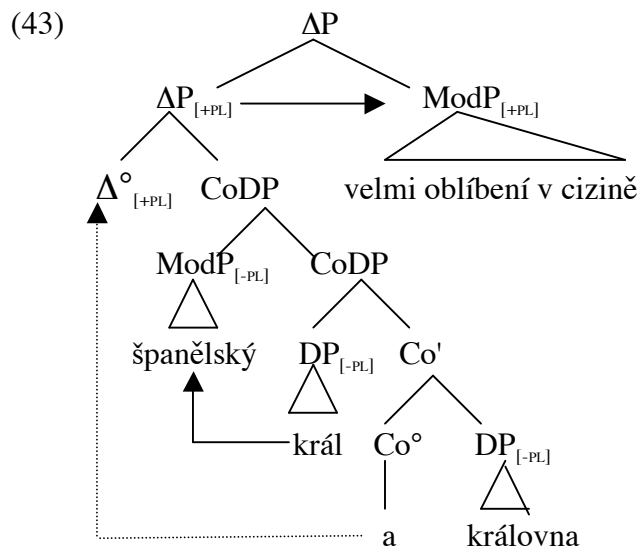 (43)
ΔP
ΔP[+PL] ModP[+PL]
Δ°[+PL] CoDP velmi oblíbení v cizině
ModP[-PL] CoDP
španělský DP[-PL] Co'
král Co° DP[-PL]
a královna